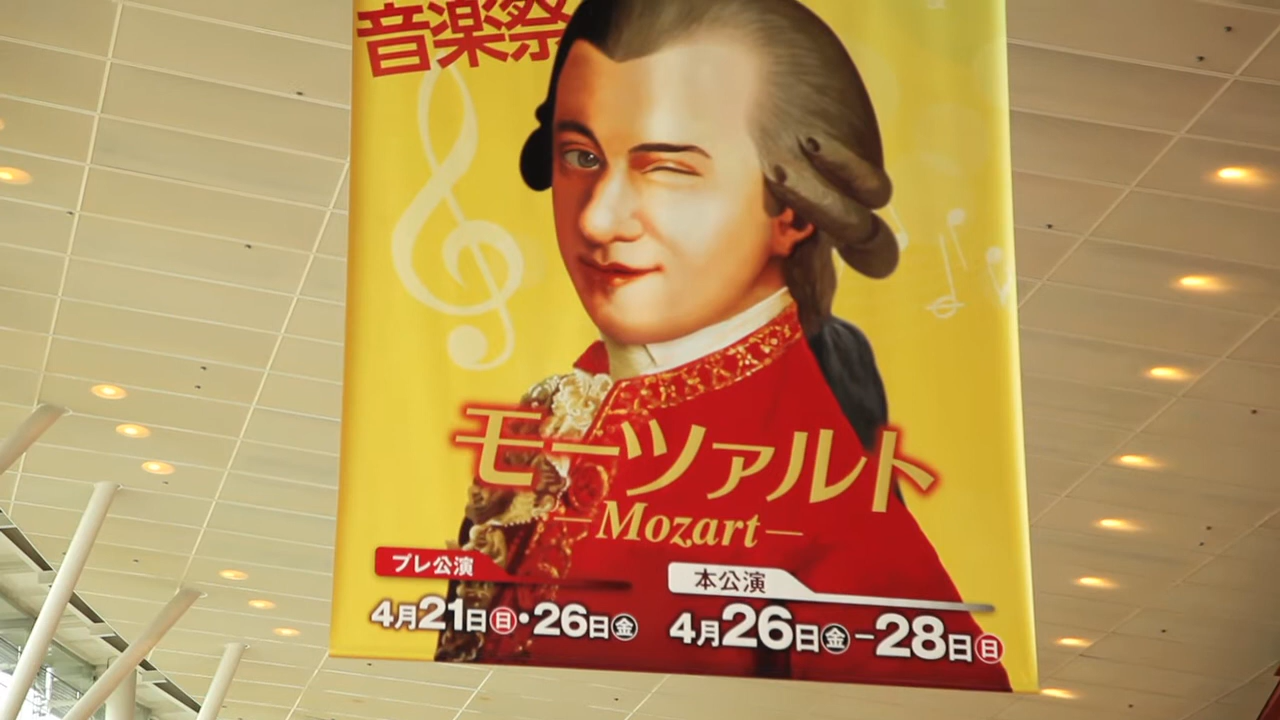 音楽祭
モーツァルト
Mozart
プレ公演
4月21日㊐・26日㊎
本公演
4月26日㊎-28日㊐